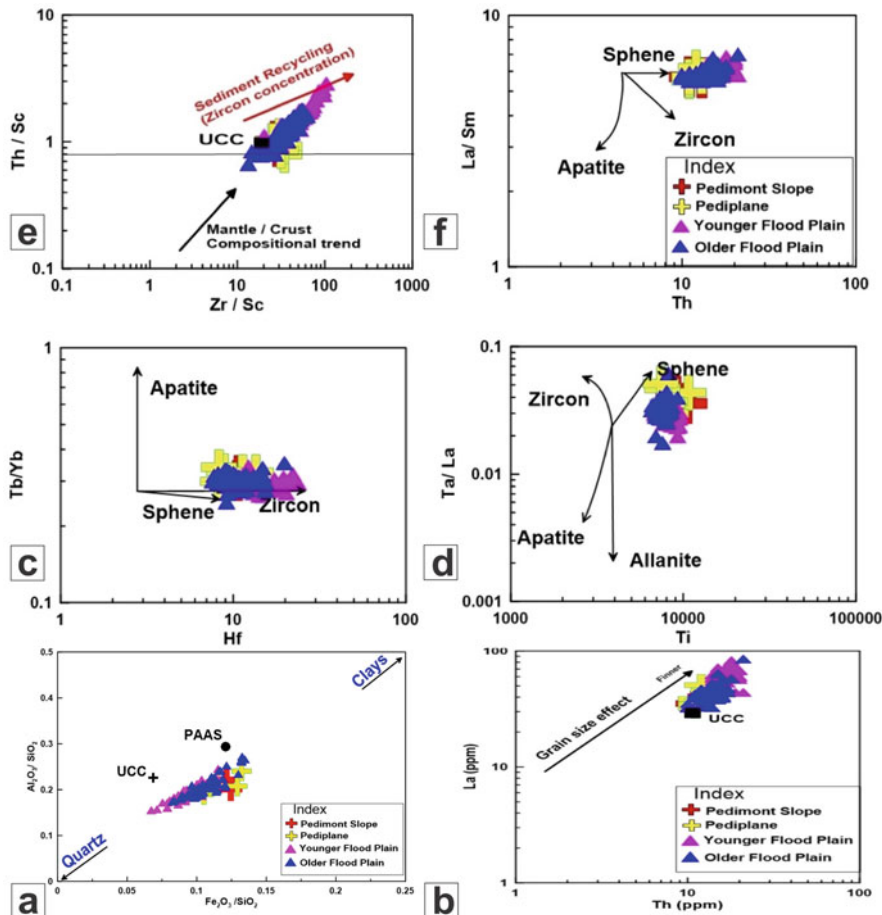 10
1
0.1
Th / Sc
Sediment Recycling
(Zircon concentration)
UCC
Mantle / Crust
Compositional trend
0.1
1
10
100
1000
Zr / Sc
e
10
1
La/ Sm
Sphene
Zircon
Apatite
Index
Pedimont Slope
Pediplane
Younger Flood Plain
Older Flood Plain
1
10
100
Th
f
1
0.1
Tb/Yb
Apatite
Sphene
Zircon
1
10
100
Hf
c
0.1
0.01
0.001
Ta/ La
Sphene
Zircon
Apatite
Allanite
1000
10000
100000
Ti
d
0.5
0.4
0.3
0.2
0.1
0
Al₂O₃/ SiO₂
Clays
PAAS
UCC
Quartz
Index
Pedimont Slope
Pediplane
Younger Flood Plain
Older Flood Plain
0
0.05
0.1
0.15
0.2
0.25
Fe₂O₃ /SiO₂
a
100
10
1
La (ppm)
Grain size effect
Finner
UCC
Index
Pedimont Slope
Pediplane
Younger Flood Plain
Older Flood Plain
1
10
100
Th (ppm)
b